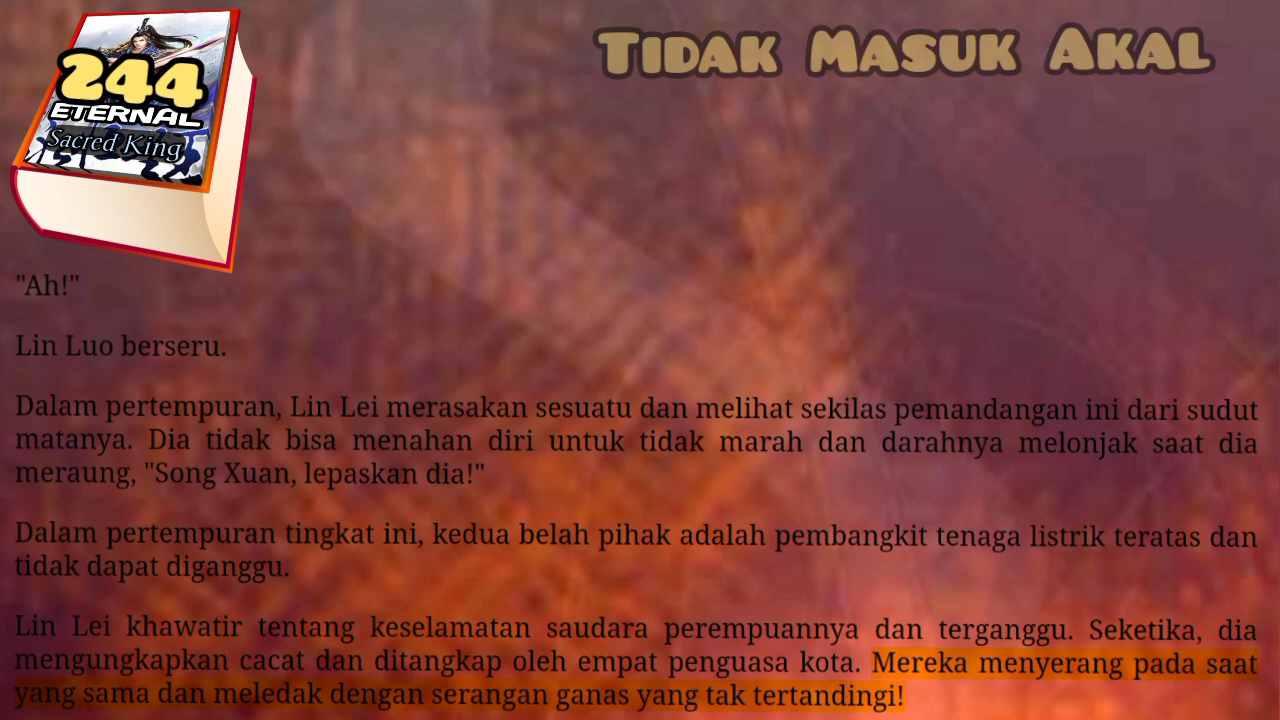 244
ETERNAL
Sacred King
Tidak Masuk Akal
"Ah!"
Lin Luo berseru.
Dalam pertempuran, Lin Lei merasakan sesuatu dan melihat sekilas pemandangan ini dari sudut
matanya. Dia tidak bisa menahan diri untuk tidak marah dan darahnya melonjak saat dia
meraung, "Song Xuan, lepaskan dia!"
Dalam pertempuran tingkat ini, kedua belah pihak adalah pembangkit tenaga listrik teratas dan
tidak dapat diganggu.
Lin Lei khawatir tentang keselamatan saudara perempuannya dan terganggu. Seketika, dia
mengungkapkan cacat dan ditangkap oleh empat penguasa kota. Mereka menyerang pada saat
yang sama dan meledak dengan serangan ganas yang tak tertandingi!